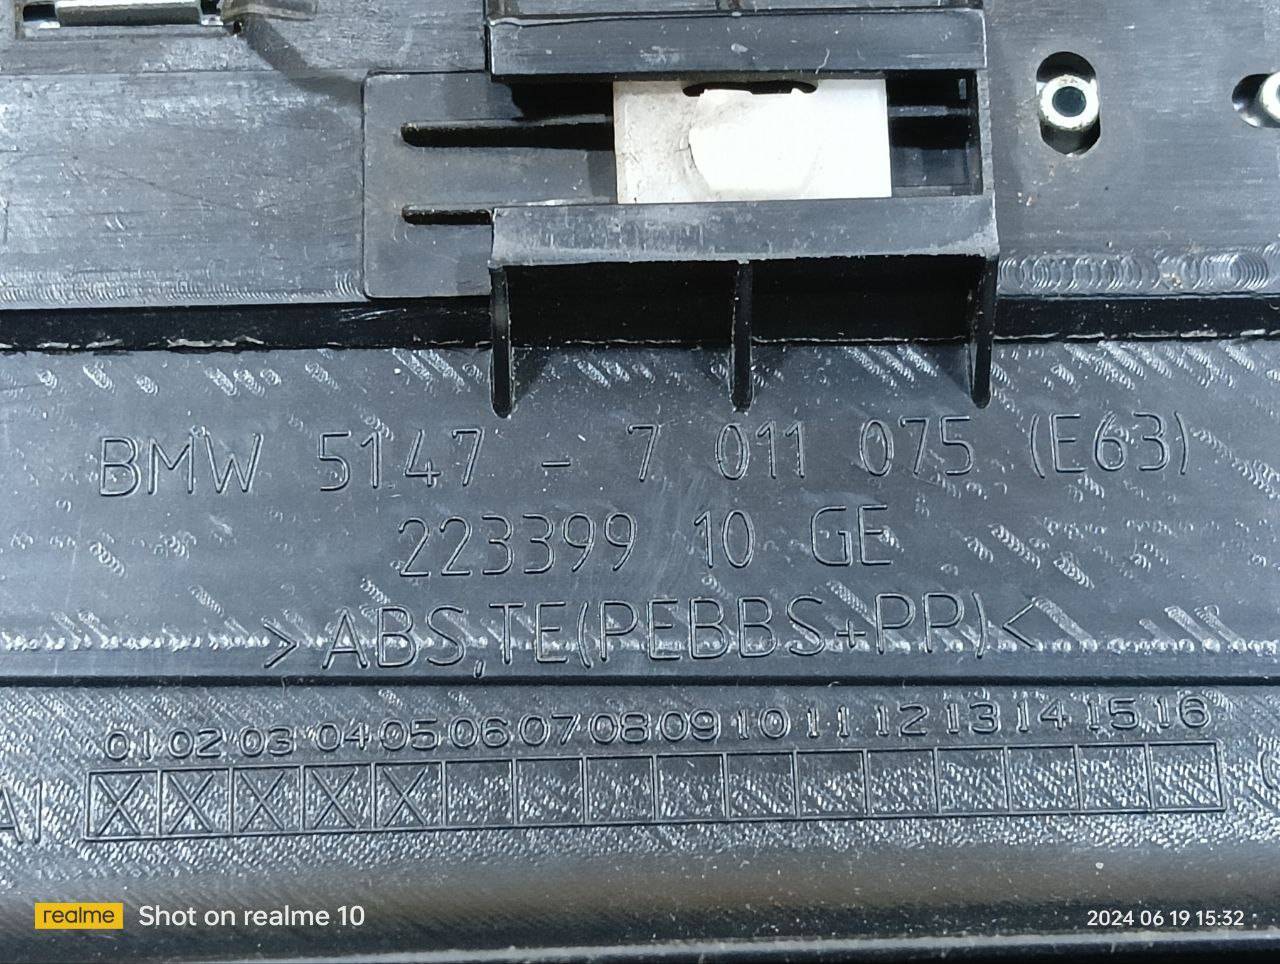 BMW 5147 - 7 011 075 (E63)
223399 10 GE
>ABS,TE(PEBBS+PP)<
01 02 03 04 05 06 07 08 09 10 11 12 13 14 15 16
X X X X X
realme Shot on realme 10
2024 06 19 15:32